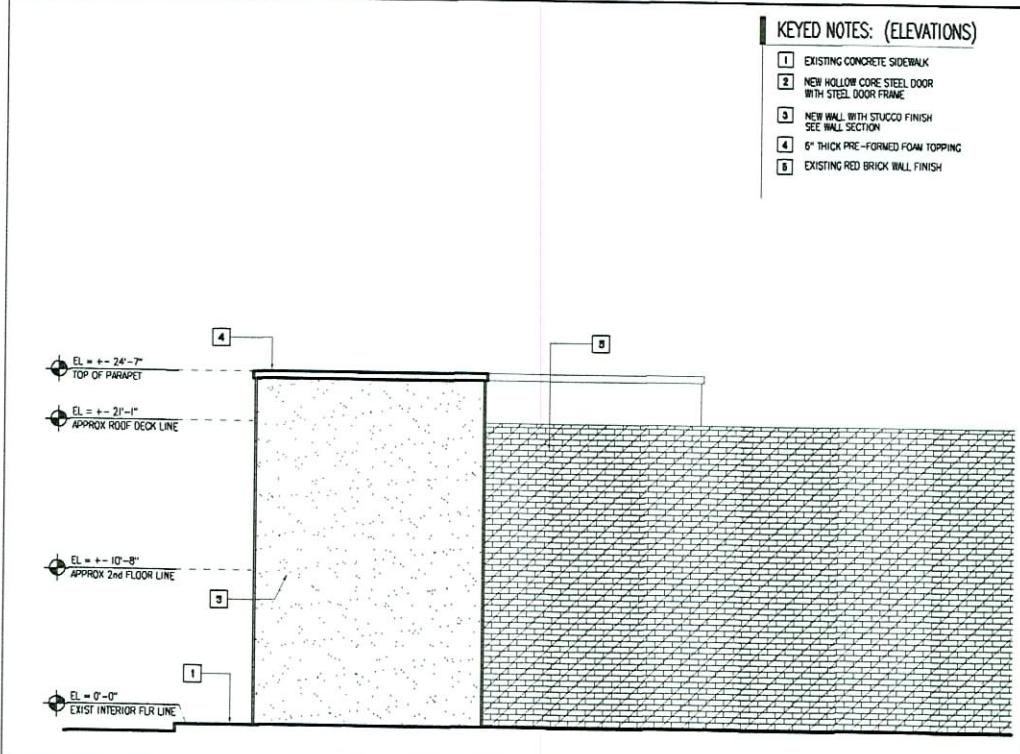 KEYED NOTES: (ELEVATIONS)
1 EXISTING CONCRETE SIDEWALK
2 NEW HOLLOW CORE STEEL DOOR
WITH STEEL DOOR FRAME
3 NEW WALL WITH STUCCO FINISH
SEE WALL SECTION
4 6" THICK PRE-FORMED FOAM TOPPING
5 EXISTING RED BRICK WALL FINISH
4
5
EL = +- 24'-7"
TOP OF PARAPET
EL = +- 21'-1"
APPROX ROOF DECK LINE
EL = +- 10'-8"
APPROX 2nd FLOOR LINE
3
1
EL = 0'-0"
EXIST INTERIOR FLR LINE